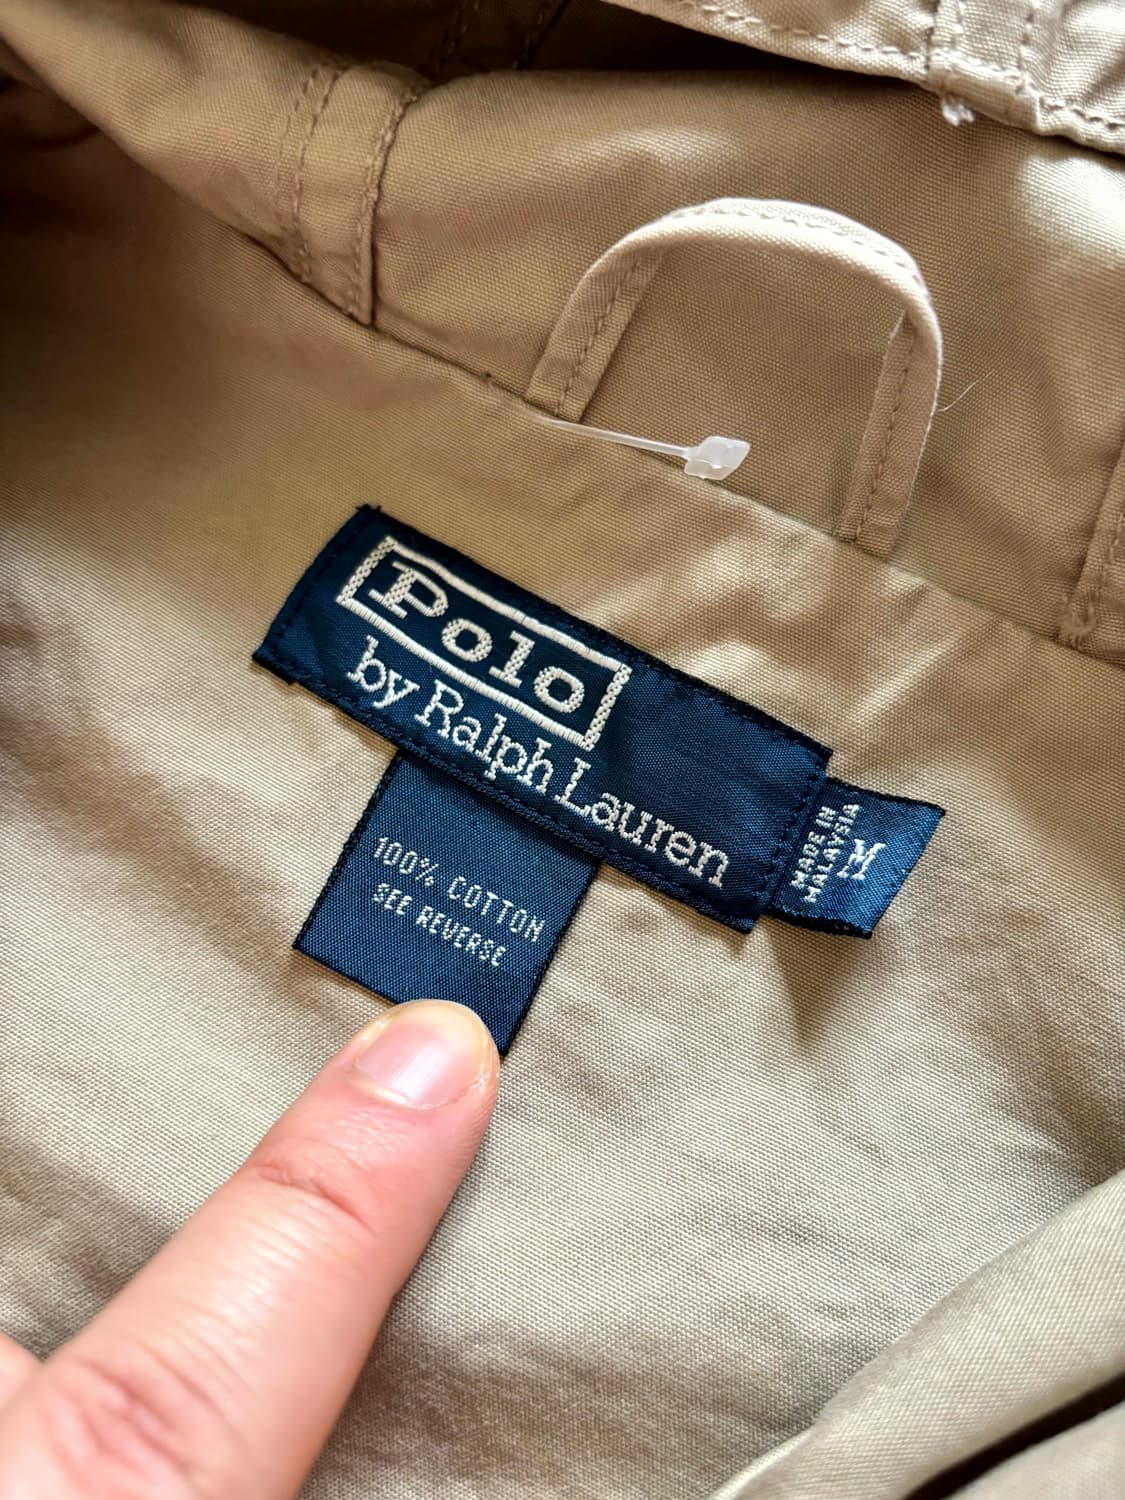 Polo
by Ralph Lauren
100% COTTON
SEE REVERSE
MADE IN
MALAYSIA
M